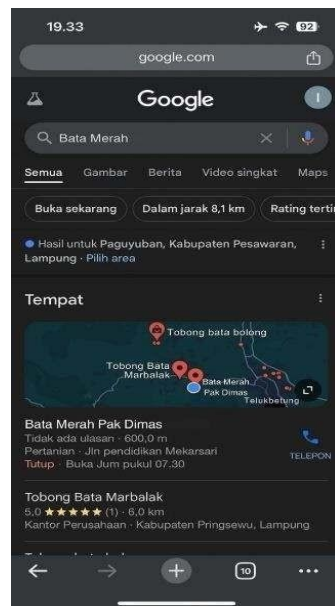 19.33
92
google.com
Google
I
Bata Merah
Semua Gambar Berita Video singkat Maps
Buka sekarang Dalam jarak 8,1 km Rating terti
Hasil untuk Paguyuban, Kabupaten Pesawaran,
Lampung · Pilih area
Tempat
Tobong bata bolong
Tobong Bata
Marbalak
Bata Merah
Pak Dimas
Telukbetung
Bata Merah Pak Dimas
Tidak ada ulasan · 600,0 m
Pertanian · Jln pendidikan Mekarsari
Tutup · Buka Jum pukul 07.30
TELEPON
Tobong Bata Marbalak
5,0 ★★★★★ (1) · 6,0 km
Kantor Perusahaan · Kabupaten Pringsewu, Lampung
10